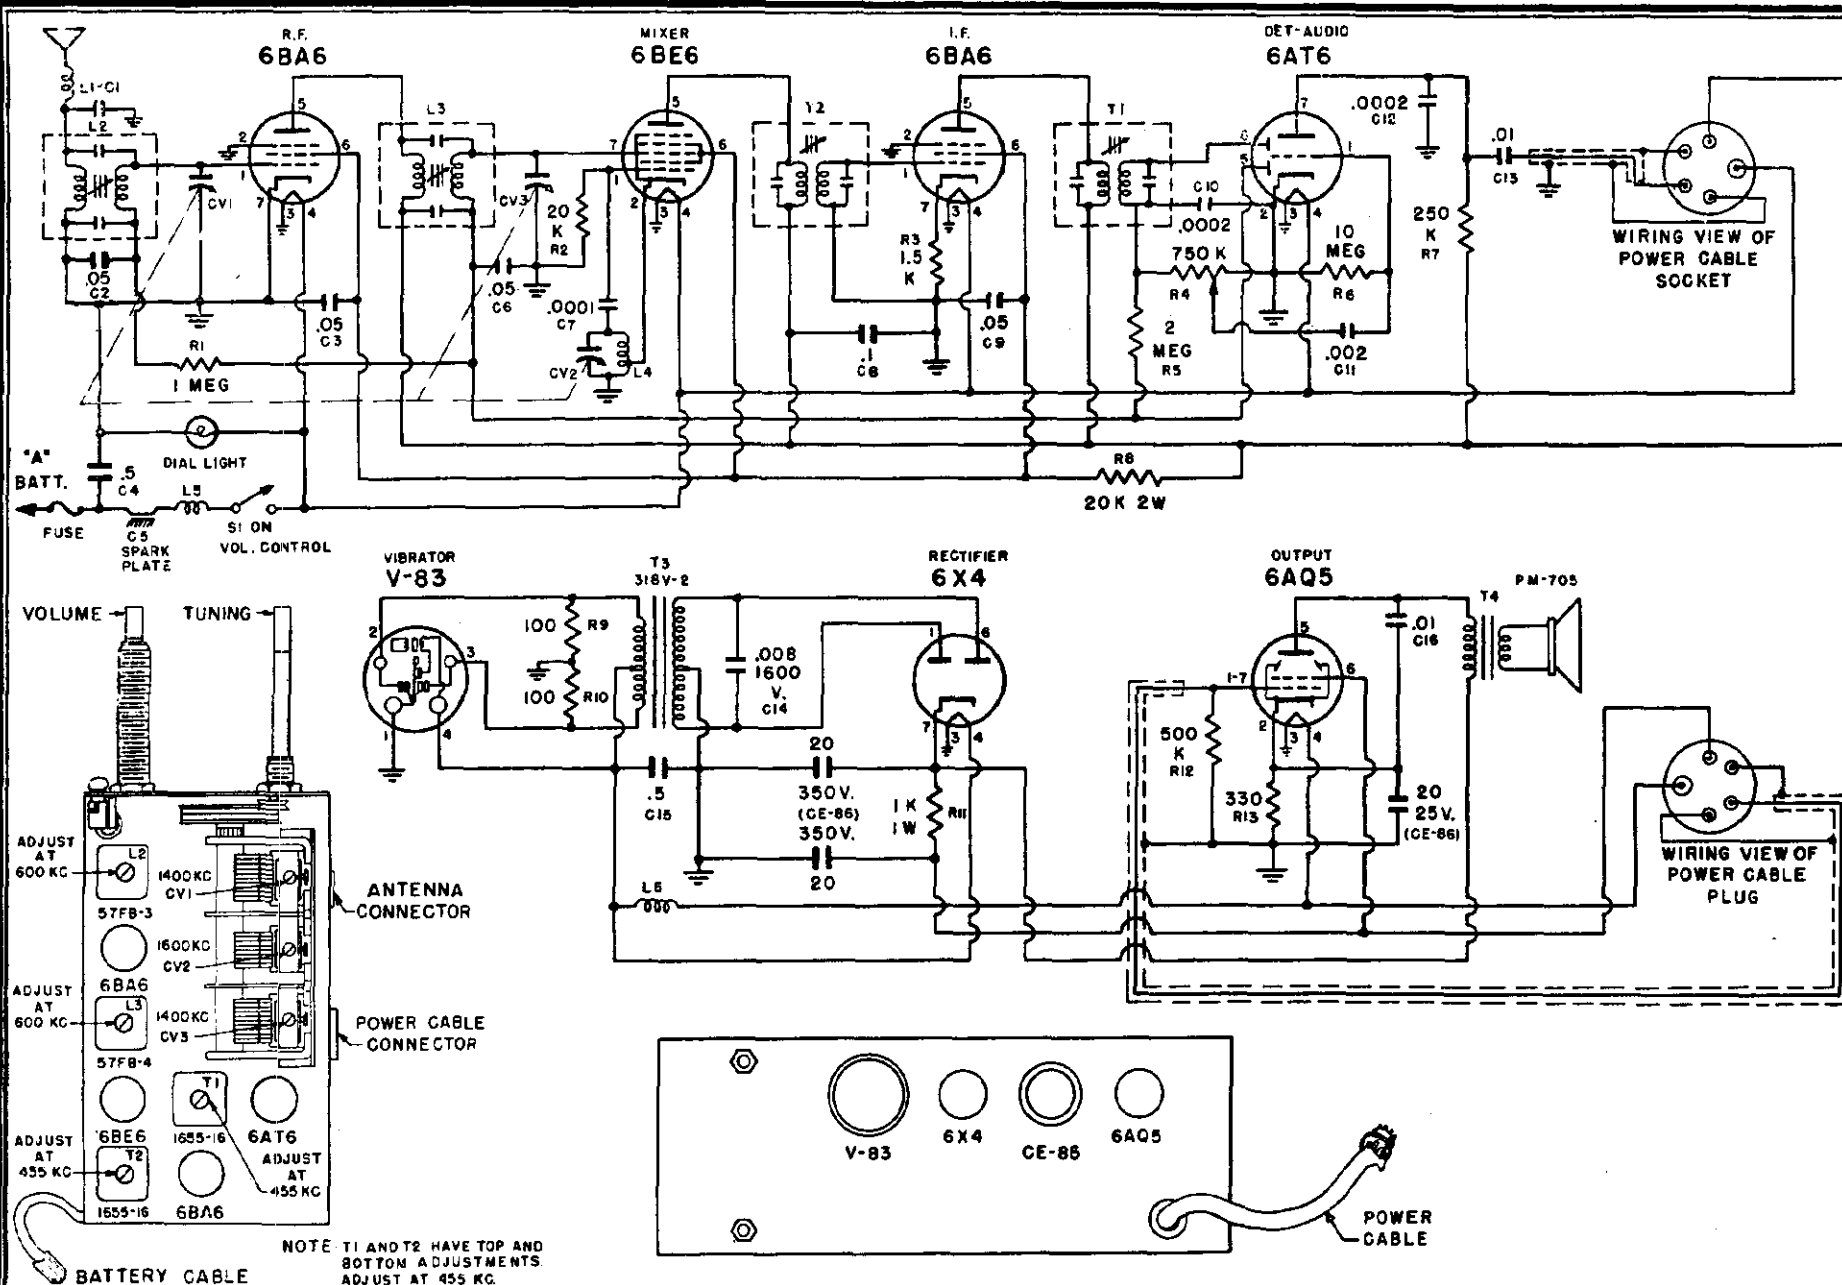 R.F.
6BA6
MIXER
6BE6
I.F.
6BA6
DET-AUDIO
6AT6
L1-C1
L2
CV1
.05
C2
R1
1 MEG
.05
C3
L3
CV3
20
K
R2
.05
C6
.0001
C7
CV2
L4
T2
R3
1.5
K
.1
C8
.05
C9
T1
C10
.0002
750 K
R4
2
MEG
R5
10
MEG
R6
.002
C11
.0002
C12
.01
C13
250
K
R7
WIRING VIEW OF
POWER CABLE
SOCKET
R8
20K 2W
"A"
BATT.
FUSE
.5
C4
C5
SPARK
PLATE
L5
DIAL LIGHT
S1 ON
VOL. CONTROL
VIBRATOR
V-83
T3
318V-2
RECTIFIER
6X4
OUTPUT
6AQ5
T4
PM-705
100
R9
100
R10
.008
1600
V.
C14
.5
C15
20
350V.
(CE-86)
350V.
20
1K
1W
R11
L6
500
K
R12
330
R13
.01
C16
20
25V.
(CE-86)
WIRING VIEW OF
POWER CABLE
PLUG
VOLUME
TUNING
ADJUST
AT
600 KC
L2
57FB-3
1400KC
CV1
ANTENNA
CONNECTOR
6BA6
1600KC
CV2
ADJUST
AT
600 KC
L3
57FB-4
1400KC
CV3
POWER CABLE
CONNECTOR
6BE6
T1
1655-16
6AT6
ADJUST
AT
455 KC
T2
1655-16
6BA6
ADJUST
AT
455 KC
BATTERY CABLE
NOTE T1 AND T2 HAVE TOP AND
BOTTOM ADJUSTMENTS.
ADJUST AT 455 KC.
V-83
6X4
CE-86
6AQ5
POWER
CABLE